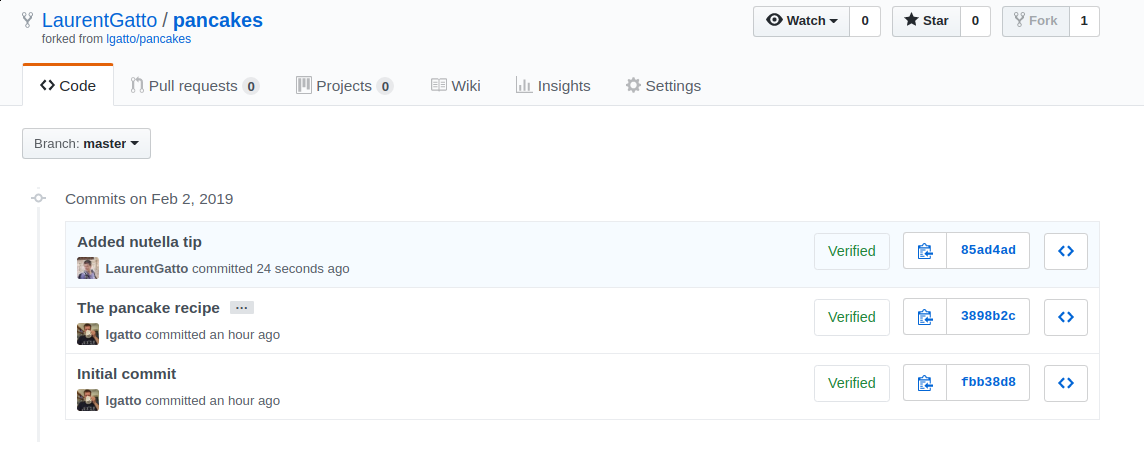 LaurentGatto / pancakes
forked from lgatto/pancakes
Watch 0 Star 0 Fork 1
Code Pull requests 0 Projects 0 Wiki Insights Settings
Branch: master
Commits on Feb 2, 2019
Added nutella tip
LaurentGatto committed 24 seconds ago
Verified 85ad4ad
The pancake recipe …
lgatto committed an hour ago
Verified 3898b2c
Initial commit
lgatto committed an hour ago
Verified fbb38d8